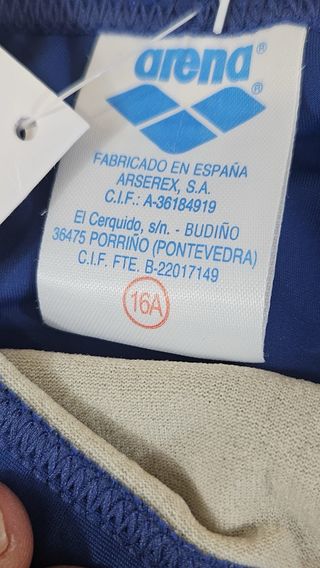 arena®
®
FABRICADO EN ESPAÑA
ARSEREX, S.A.
C.I.F.: A-36184919
El Cerquido, s/n. - BUDIÑO
36475 PORRIÑO (PONTEVEDRA)
C.I.F. FTE. B-22017149
16A